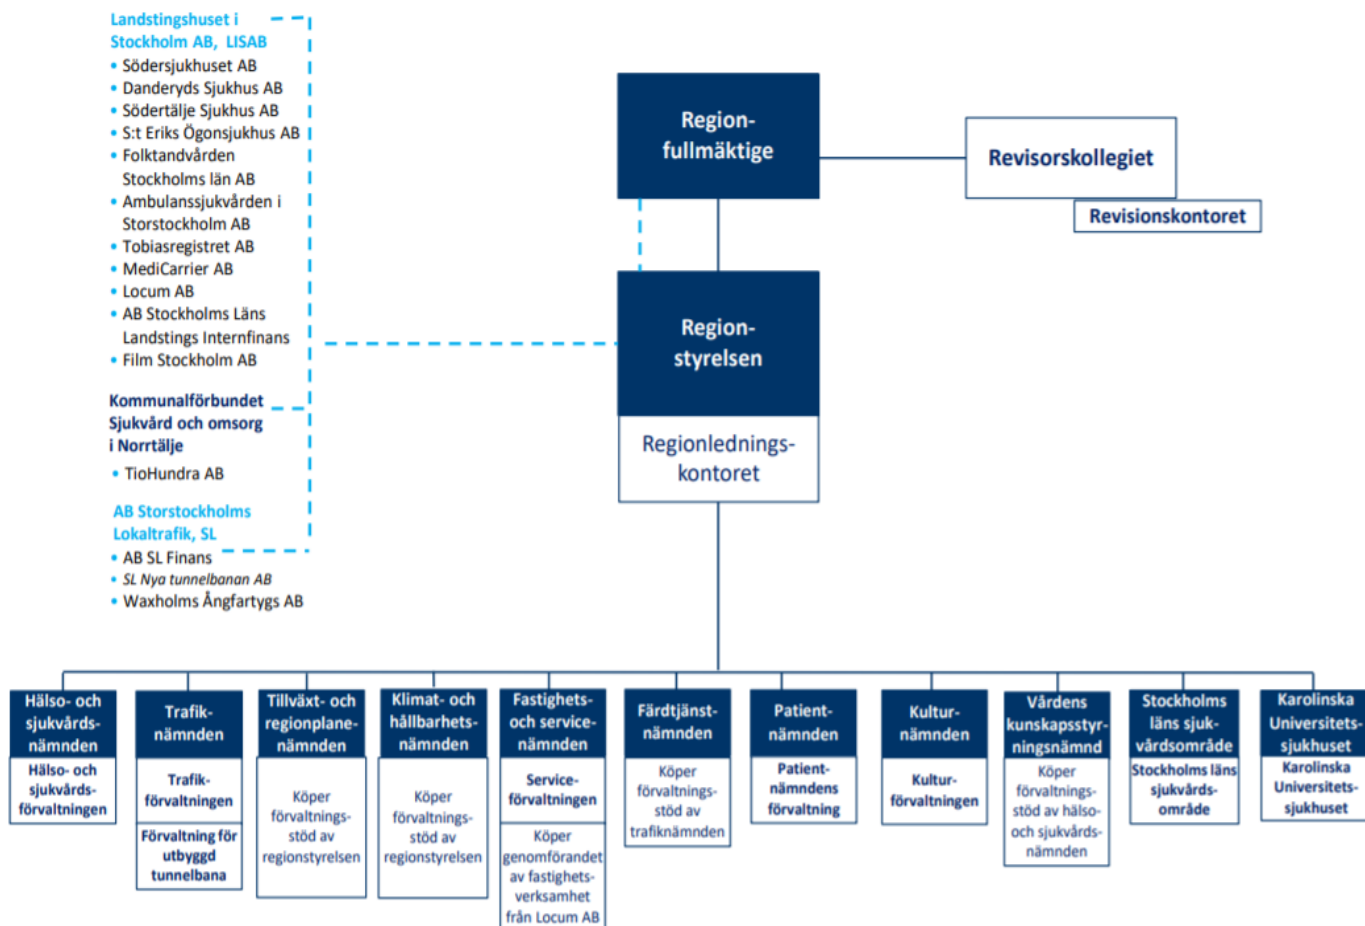 Landstingshuset i
Stockholm AB, LISAB
• Södersjukhuset AB
• Danderyds Sjukhus AB
• Södertälje Sjukhus AB
• S:t Eriks Ögonsjukhus AB
• Folktandvården
Stockholms län AB
• Ambulanssjukvården i
Storstockholm AB
• Tobiasregistret AB
• MediCarrier AB
• Locum AB
• AB Stockholms Läns
Landstings Internfinans
• Film Stockholm AB
Kommunalförbundet
Sjukvård och omsorg
i Norrtälje
• TioHundra AB
AB Storstockholms
Lokaltrafik, SL
• AB SL Finans
• SL Nya tunnelbanan AB
• Waxholms Ångfartygs AB
Region-
fullmäktige
Revisorskollegiet
Revisionskontoret
Region-
styrelsen
Regionlednings-
kontoret
Hälso- och
sjukvårds-
nämnden
Hälso- och
sjukvårds-
förvaltningen
Trafik-
nämnden
Trafik-
förvaltningen
Förvaltning för
utbyggd
tunnelbana
Tillväxt- och
regionplane-
nämnden
Köper
förvaltnings-
stöd av
regionstyrelsen
Klimat- och
hållbarhets-
nämnden
Köper
förvaltnings-
stöd av
regionstyrelsen
Fastighets-
och service-
nämnden
Service-
förvaltningen
Köper
genomförandet
av fastighets-
verksamhet
från Locum AB
Färdtjänst-
nämnden
Köper
förvaltnings-
stöd av
trafiknämnden
Patient-
nämnden
Patient-
nämndens
förvaltning
Kultur-
nämnden
Kultur-
förvaltningen
Vårdens
kunskapssty-
rningsnämnd
Köper
förvaltnings-
stöd av hälso-
och sjukvårds-
nämnden
Stockholms
läns sjuk-
vårdsområde
Stockholms läns
sjukvårds-
område
Karolinska
Universitets-
sjukhuset
Karolinska
Universitets-
sjukhuset